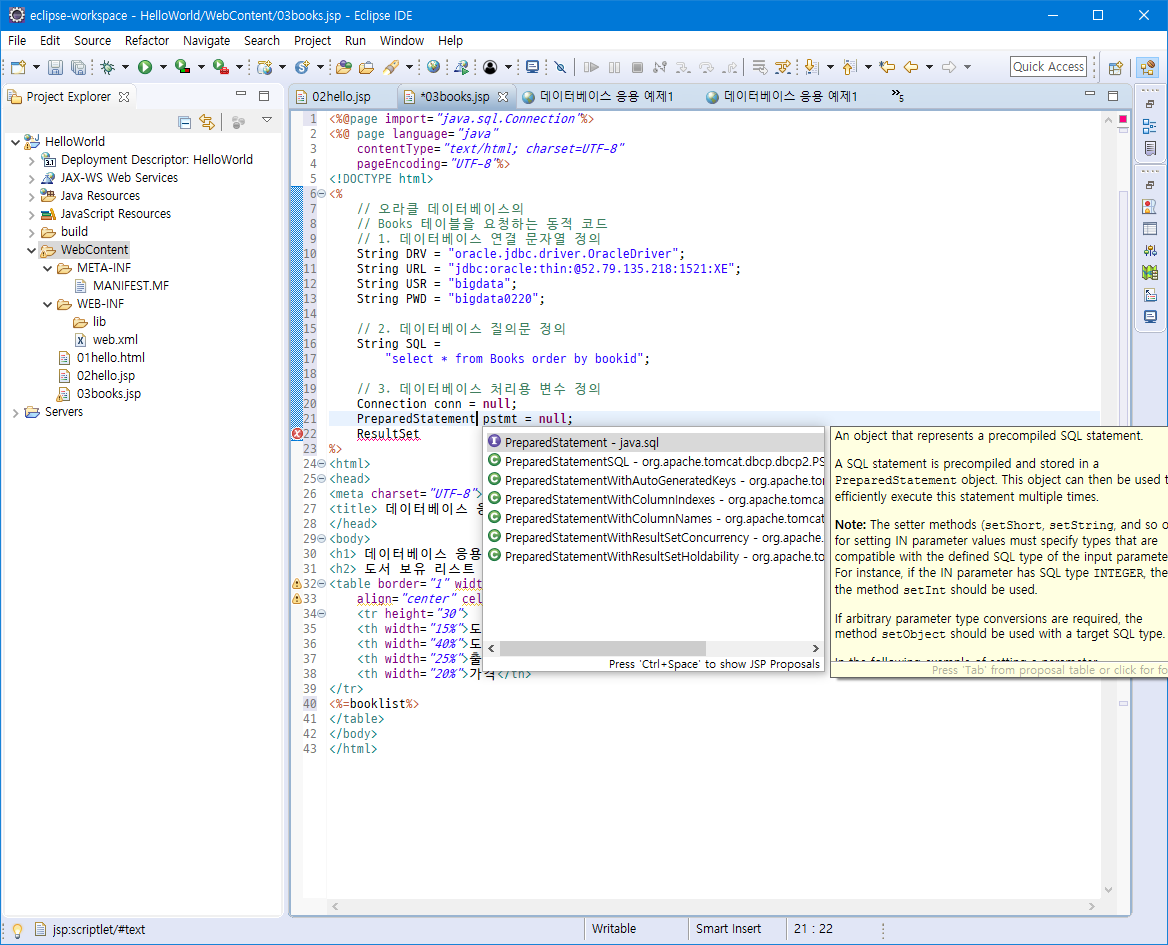 eclipse-workspace - HelloWorld/WebContent/03books.jsp - Eclipse IDE
File Edit Source Refactor Navigate Search Project Run Window Help
Quick Access
Project Explorer
HelloWorld
Deployment Descriptor: HelloWorld
JAX-WS Web Services
Java Resources
JavaScript Resources
build
WebContent
META-INF
MANIFEST.MF
WEB-INF
lib
web.xml
01hello.html
02hello.jsp
03books.jsp
Servers
02hello.jsp *03books.jsp 데이터베이스 응용 예제1 데이터베이스 응용 예제1 »5
1 <%@page import="java.sql.Connection"%>
2 <%@ page language="java"
3 contentType="text/html; charset=UTF-8"
4 pageEncoding="UTF-8"%>
5 <!DOCTYPE html>
6 <%
7 // 오라클 데이터베이스의
8 // Books 테이블을 요청하는 동적 코드
9 // 1. 데이터베이스 연결 문자열 정의
10 String DRV = "oracle.jdbc.driver.OracleDriver";
11 String URL = "jdbc:oracle:thin:@52.79.135.218:1521:XE";
12 String USR = "bigdata";
13 String PWD = "bigdata0220";
14
15 // 2. 데이터베이스 질의문 정의
16 String SQL =
17 "select * from Books order by bookid";
18
19 // 3. 데이터베이스 처리용 변수 정의
20 Connection conn = null;
21 PreparedStatement pstmt = null;
22 ResultSet
23 %>
24 <html>
25 <head>
26 <meta charset="UTF-8">
27 <title> 데이터베이스 응
28 </head>
29 <body>
30 <h1> 데이터베이스 응용
31 <h2> 도서 보유 리스트
32 <table border="1" widt
33 align="center" cel
34 <tr height="30">
35 <th width="15%">도
36 <th width="40%">도
37 <th width="25%">출
38 <th width="20%">가격</th>
39 </tr>
40 <%=booklist%>
41 </table>
42 </body>
43 </html>
PreparedStatement - java.sql
PreparedStatementSQL - org.apache.tomcat.dbcp.dbcp2.PS
PreparedStatementWithAutoGeneratedKeys - org.apache.to
PreparedStatementWithColumnIndexes - org.apache.tomca
PreparedStatementWithColumnNames - org.apache.tomcat
PreparedStatementWithResultSetConcurrency - org.apache.
PreparedStatementWithResultSetHoldability - org.apache.to
Press 'Ctrl+Space' to show JSP Proposals
An object that represents a precompiled SQL statement.
A SQL statement is precompiled and stored in a
PreparedStatement object. This object can then be used t
efficiently execute this statement multiple times.
Note: The setter methods (setShort, setString, and so o
for setting IN parameter values must specify types that are
compatible with the defined SQL type of the input paramete
For instance, if the IN parameter has SQL type INTEGER, the
the method setInt should be used.
If arbitrary parameter type conversions are required, the
method setObject should be used with a target SQL type.
In the following example of setting a parameter
Press 'Tab' from proposal table or click for fo
jsp:scriptlet/#text Writable Smart Insert 21 : 22